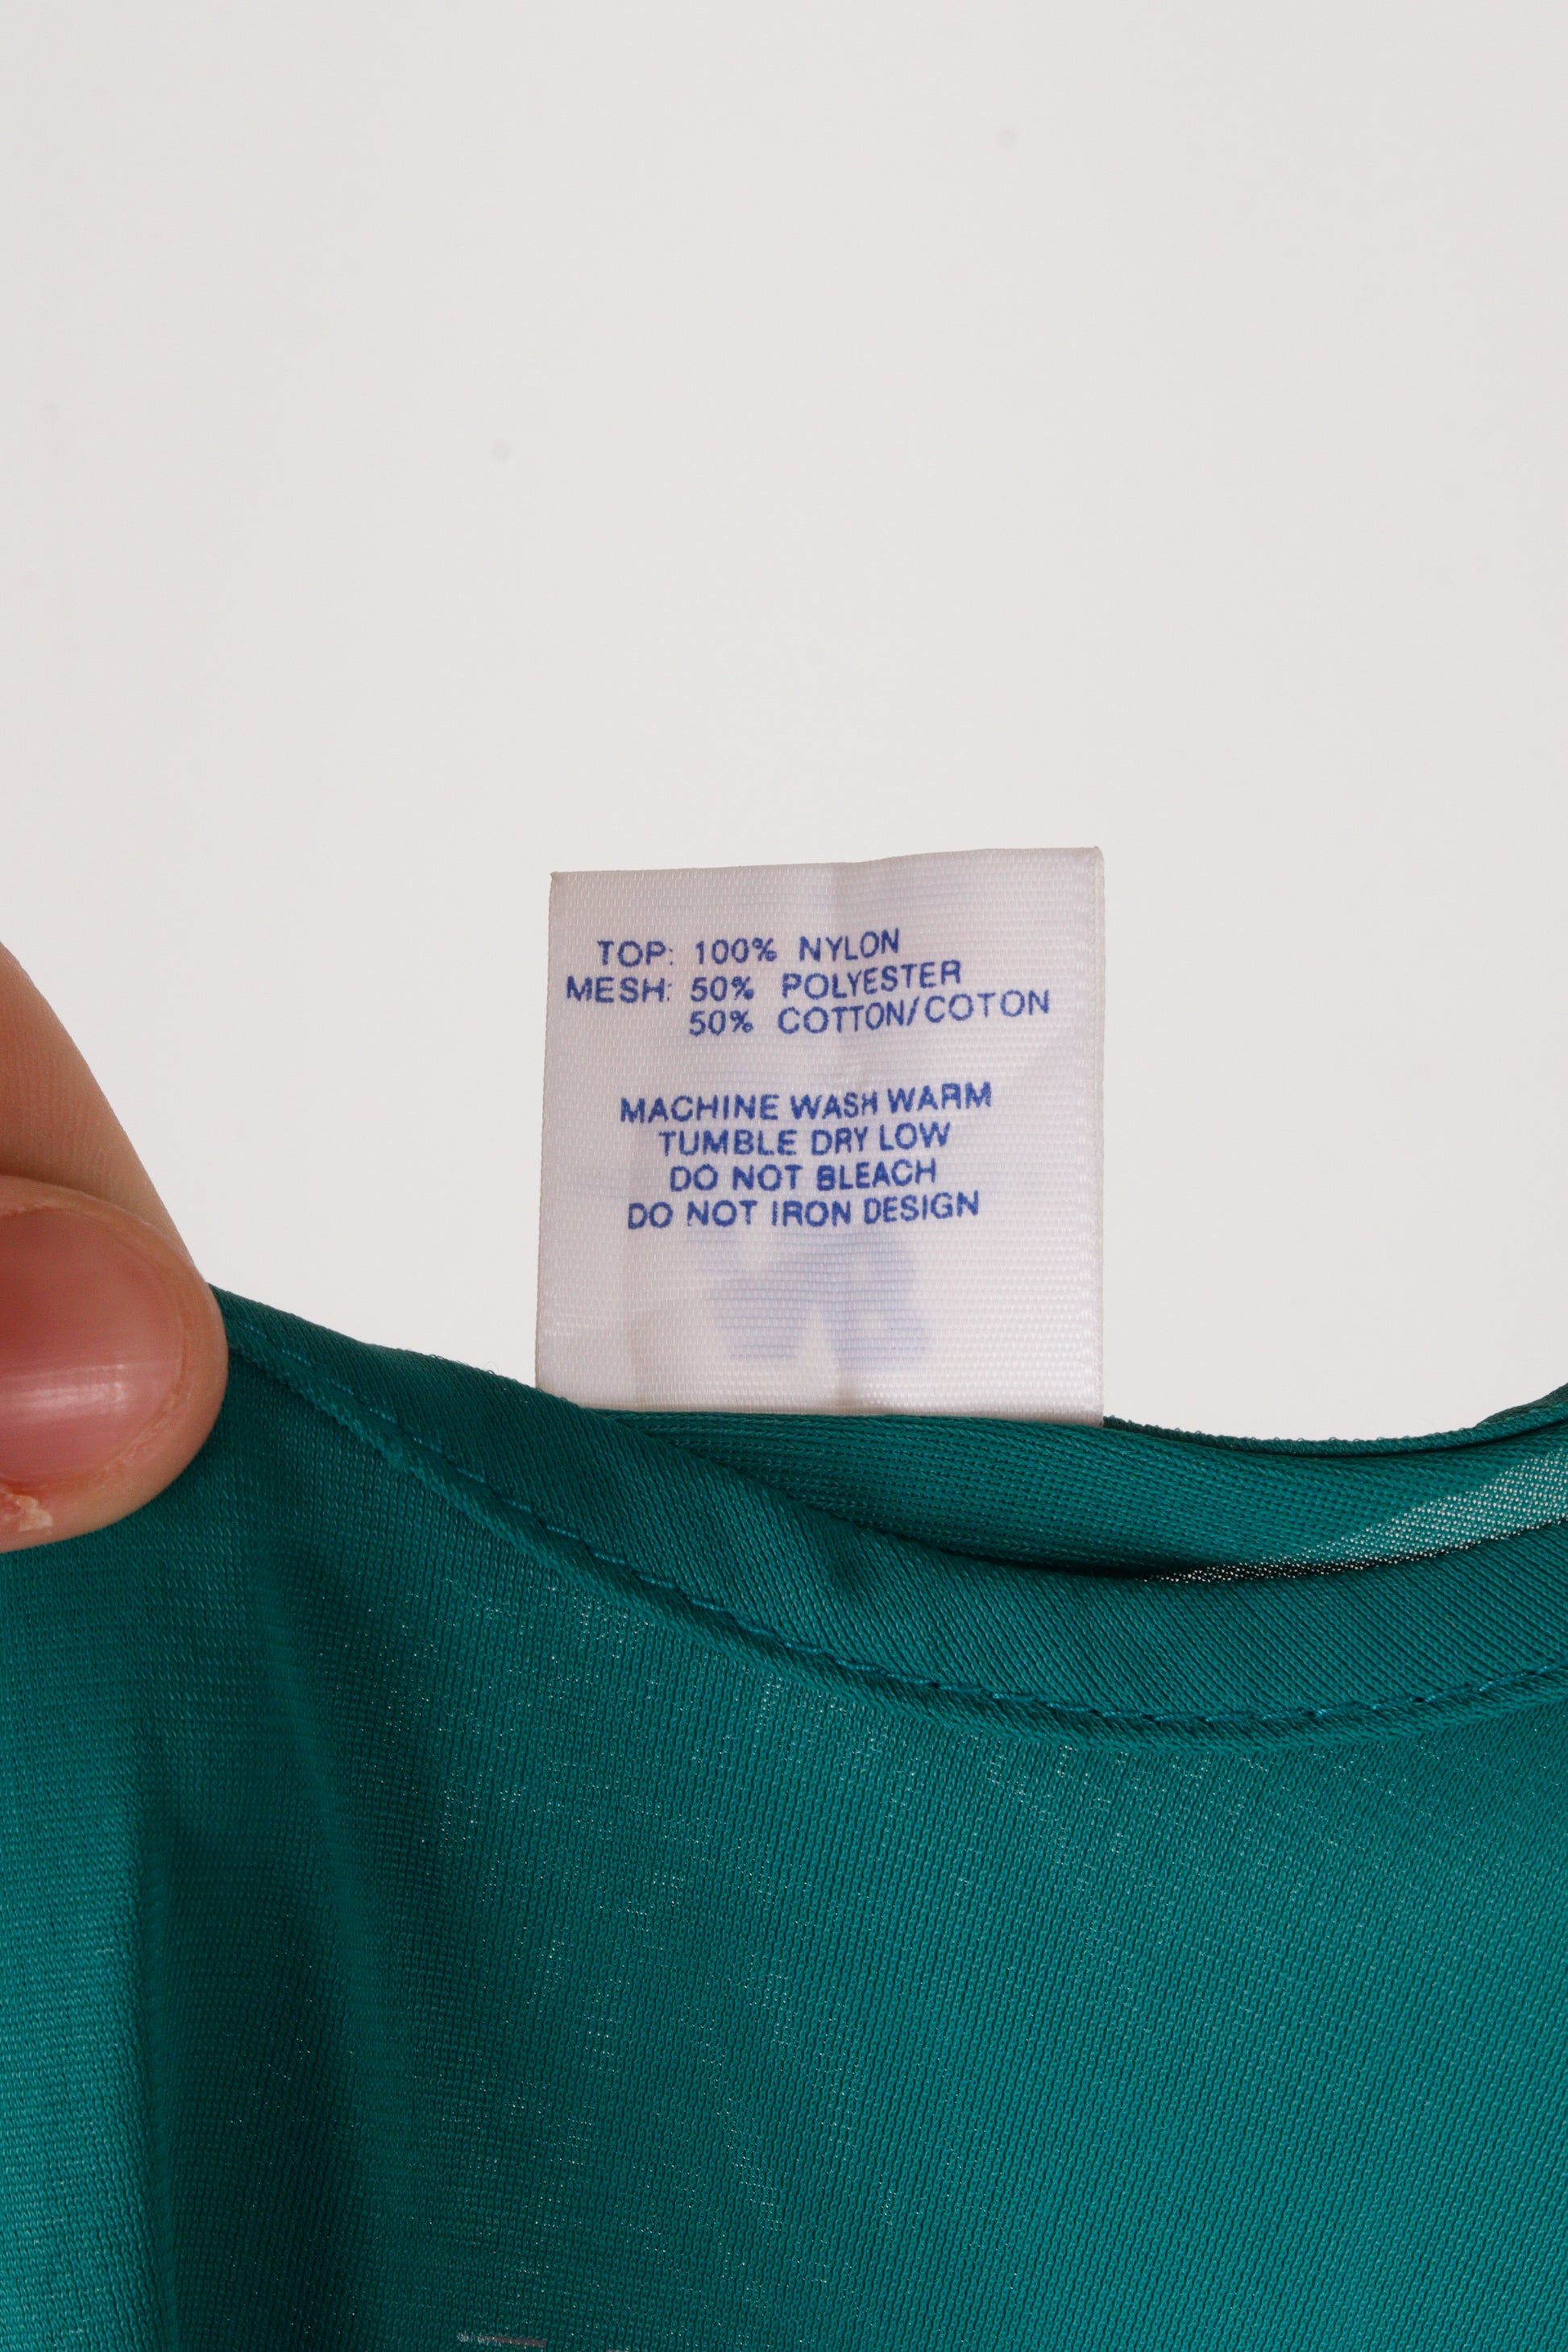 TOP: 100% NYLON
MESH: 50% POLYESTER
50% COTTON/COTON
MACHINE WASH WARM
TUMBLE DRY LOW
DO NOT BLEACH
DO NOT IRON DESIGN